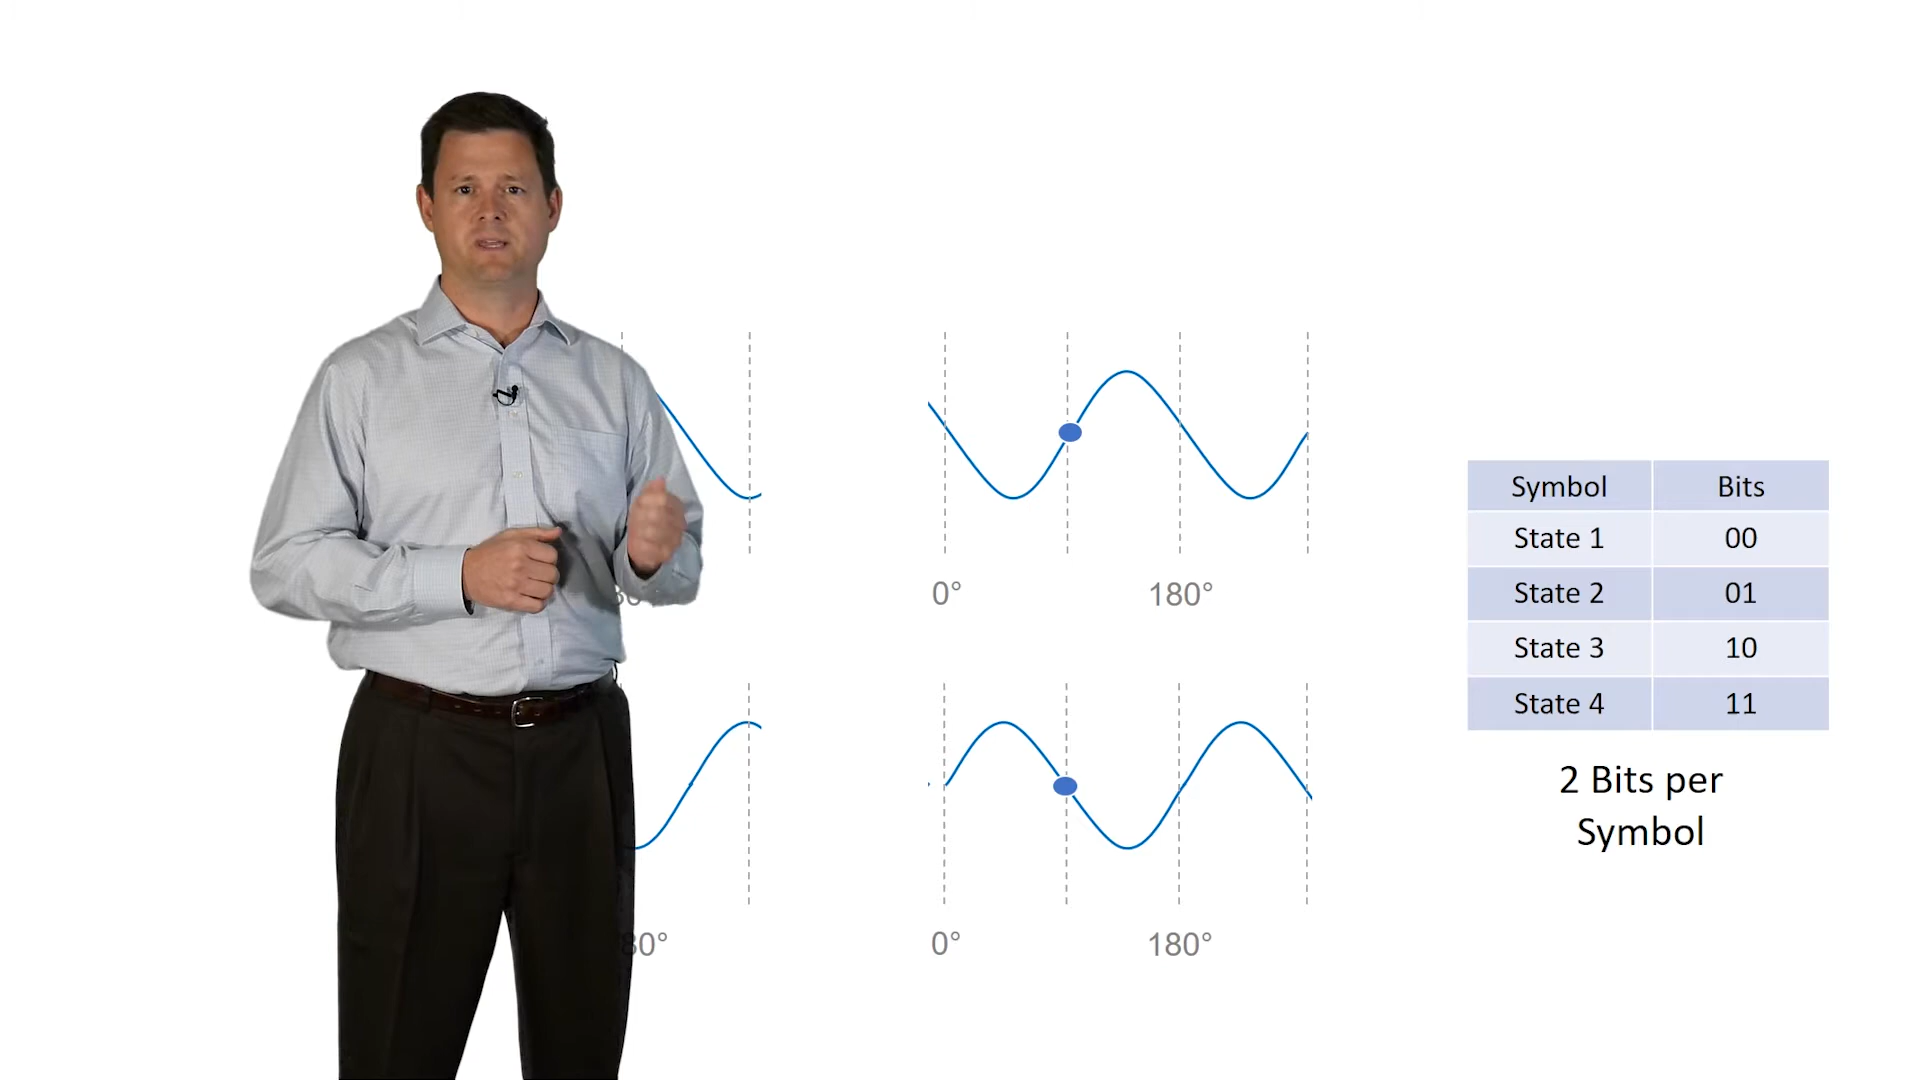 0°
180°
80°
0°
180°
Symbol Bits
State 1 00
State 2 01
State 3 10
State 4 11
2 Bits per
Symbol